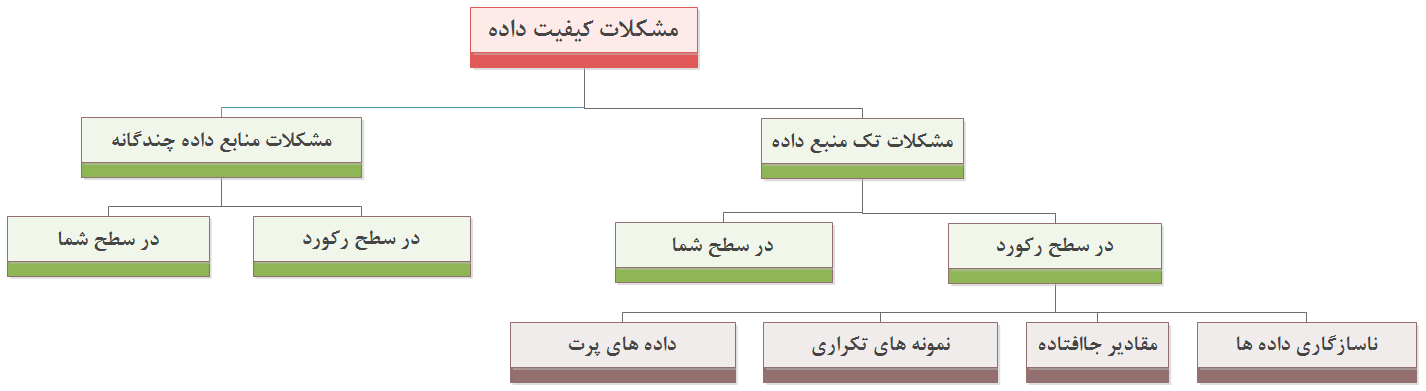 مشکلات کیفیت داده
مشکلات تک منبع داده
مشکلات منابع داده چندگانه
در سطح رکورد
در سطح شما
در سطح رکورد
در سطح شما
ناسازگاری داده ها
مقادیر جاافتاده
نمونه های تکراری
داده های پرت